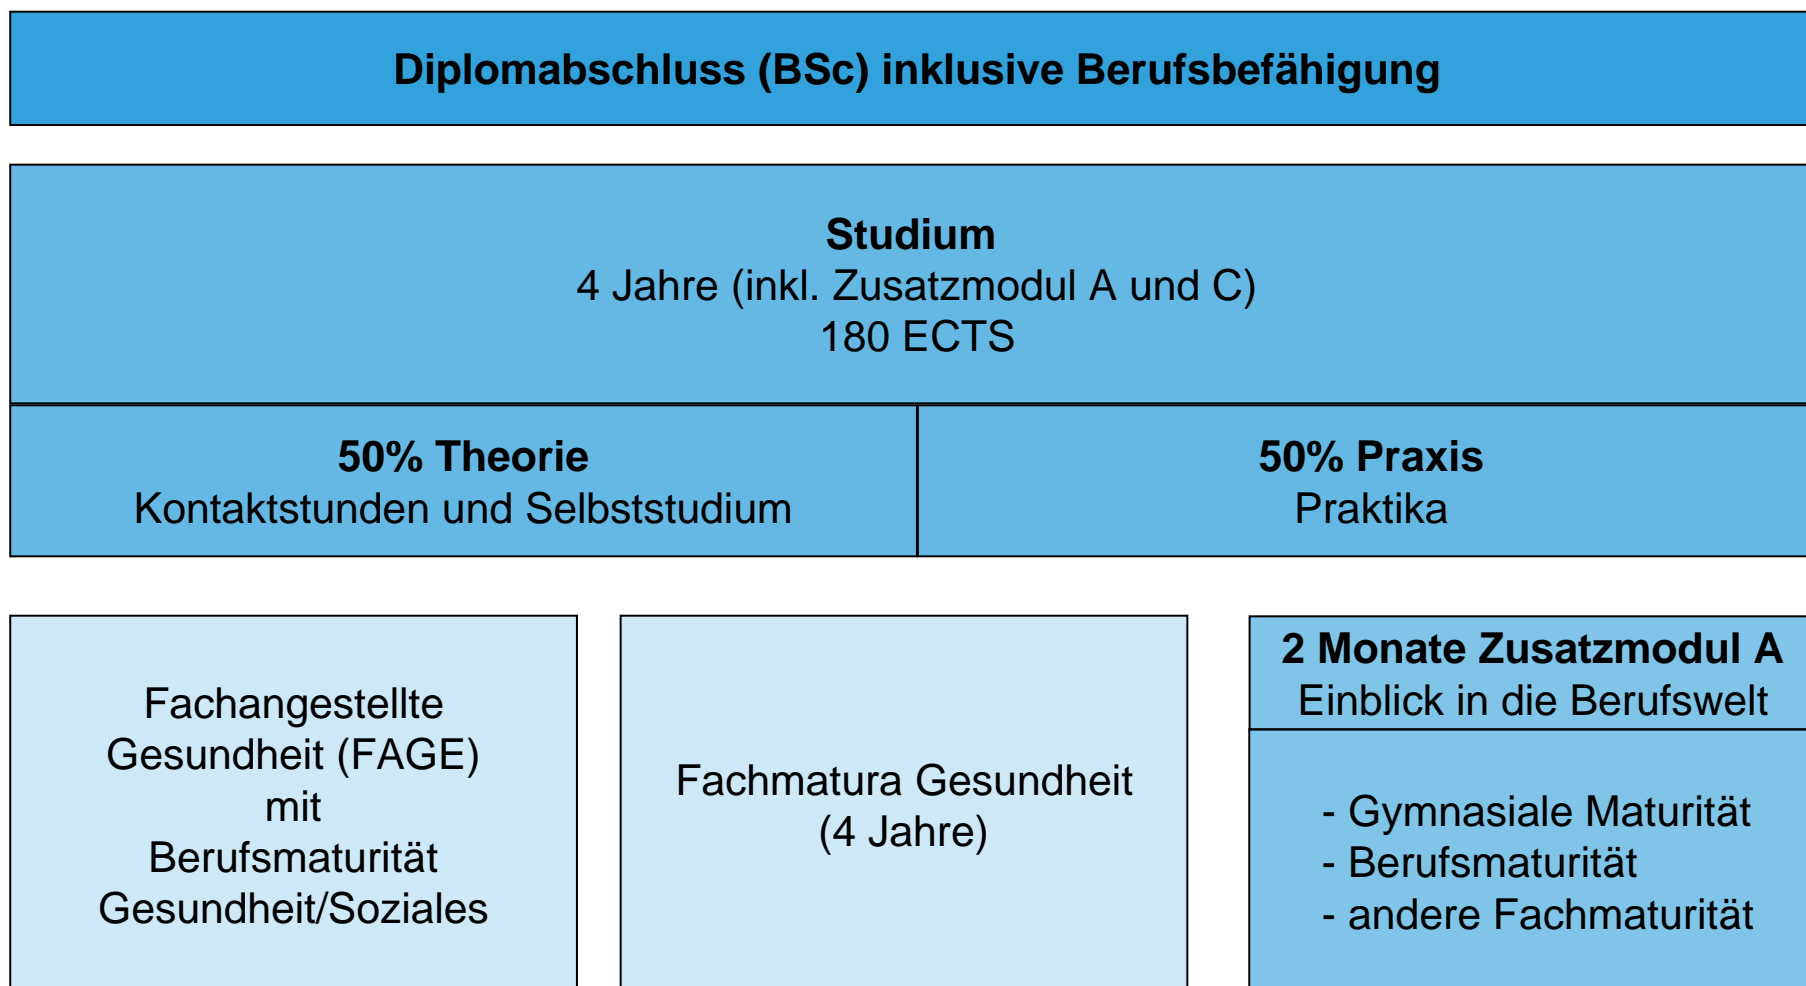 Diplomabschluss (BSc) inklusive Berufsbefähigung
Studium
4 Jahre (inkl. Zusatzmodul A und C)
180 ECTS
50% Theorie
Kontaktstunden und Selbststudium
50% Praxis
Praktika
Fachangestellte
Gesundheit (FAGE)
mit
Berufsmaturität
Gesundheit/Soziales
Fachmatura Gesundheit
(4 Jahre)
2 Monate Zusatzmodul A
Einblick in die Berufswelt
- Gymnasiale Maturität
- Berufsmaturität
- andere Fachmaturität